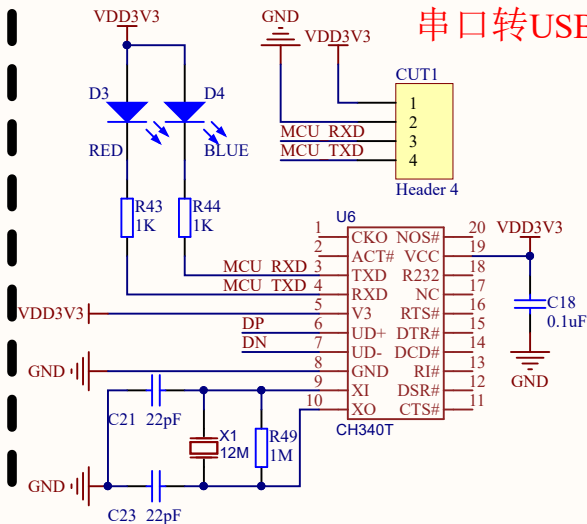 串口转USB
VDD3V3
GND
VDD3V3
D3
D4
RED
BLUE
CUT1
1
2
MCU RXD 3
MCU TXD 4
Header 4
R43
1K
R44
1K
U6
1 CKO NOS# 20
2 ACT# VCC 19 VDD3V3
MCU RXD 3 TXD R232 18
MCU TXD 4 RXD NC 17
VDD3V3 5 V3 RTS# 16
DP 6 UD+ DTR# 15
DN 7 UD- DCD# 14
GND 8 GND RI# 13
9 XI DSR# 12
10 XO CTS# 11
CH340T
C18
0.1uF
GND
C21 22pF
X1
12M
R49
1M
GND
C23 22pF